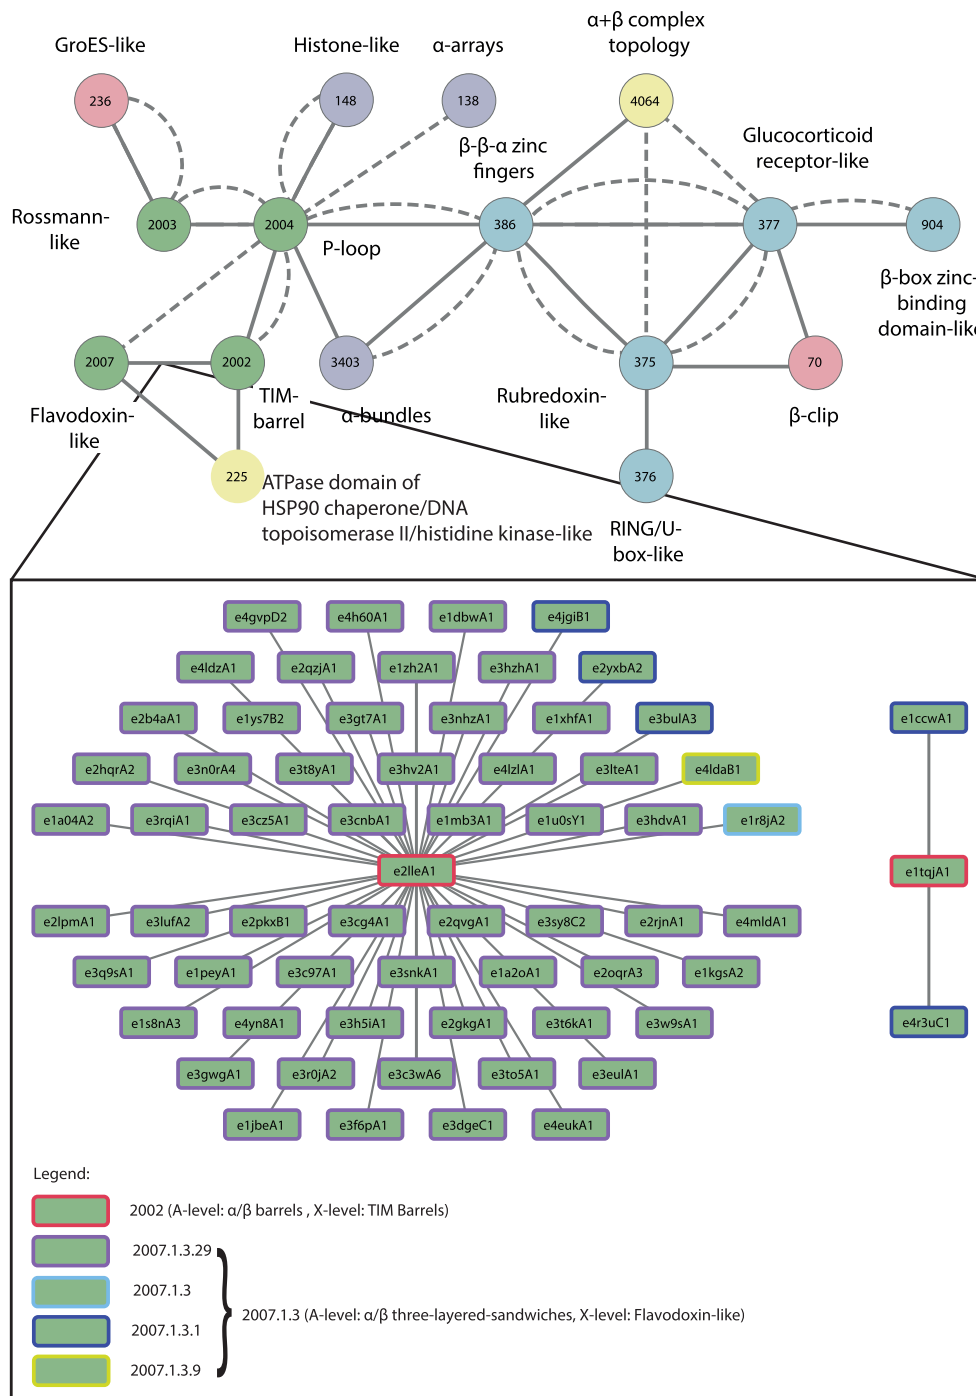 GroES-like
Histone-like
α-arrays
α+β complex
topology
236
148
138
4064
β-β-α zinc
fingers
Glucocorticoid
receptor-like
Rossmann-
like
2003
2004
P-loop
386
377
904
β-box zinc-
binding
domain-like
2007
2002
3403
375
70
Flavodoxin-
like
TIM-
barrel
α-bundles
Rubredoxin-
like
β-clip
225
ATPase domain of
HSP90 chaperone/DNA
topoisomerase II/histidine kinase-like
376
RING/U-
box-like
e4gvpD2
e4h60A1
e1dbwA1
e4jgiB1
e4ldzA1
e2qzjA1
e1zh2A1
e3hzhA1
e2yxbA2
e2b4aA1
e1ys7B2
e3gt7A1
e3nhzA1
e1xhfA1
e3bulA3
e1ccwA1
e2hqrA2
e3n0rA4
e3t8yA1
e3hv2A1
e4lzlA1
e3lteA1
e4ldaB1
e1a04A2
e3rqiA1
e3cz5A1
e3cnbA1
e1mb3A1
e1u0sY1
e3hdvA1
e1r8jA2
e2lleA1
e1tqjA1
e2lpmA1
e3lufA2
e2pkxB1
e3cg4A1
e2qvgA1
e3sy8C2
e2rjnA1
e4mldA1
e3q9sA1
e1peyA1
e3c97A1
e3snkA1
e1a2oA1
e2oqrA3
e1kgsA2
e1s8nA3
e4yn8A1
e3h5iA1
e2gkgA1
e3t6kA1
e3w9sA1
e4r3uC1
e3gwgA1
e3r0jA2
e3c3wA6
e3to5A1
e3eulA1
e1jbeA1
e3f6pA1
e3dgeC1
e4eukA1
Legend:
2002 (A-level: α/β barrels , X-level: TIM Barrels)
2007.1.3.29
2007.1.3
2007.1.3 (A-level: α/β three-layered-sandwiches, X-level: Flavodoxin-like)
2007.1.3.1
2007.1.3.9